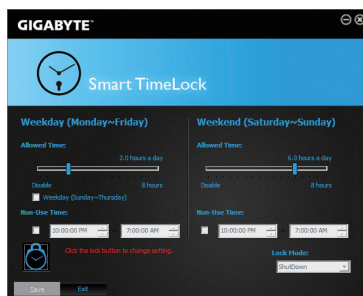 GIGABYTE™
Smart TimeLock
Weekday (Monday~Friday)
Allowed Time:
2.0 hours a day
Disable 8 hours
Weekday (Sunday~Thursday)
Non-Use Time:
10:00:00 PM - 7:00:00 AM
Click the lock button to change setting.
Weekend (Saturday~Sunday)
Allowed Time:
6.0 hours a day
Disable 8 hours
Non-Use Time:
10:00:00 PM - 7:00:00 AM
Lock Mode:
ShutDown
Save Exit